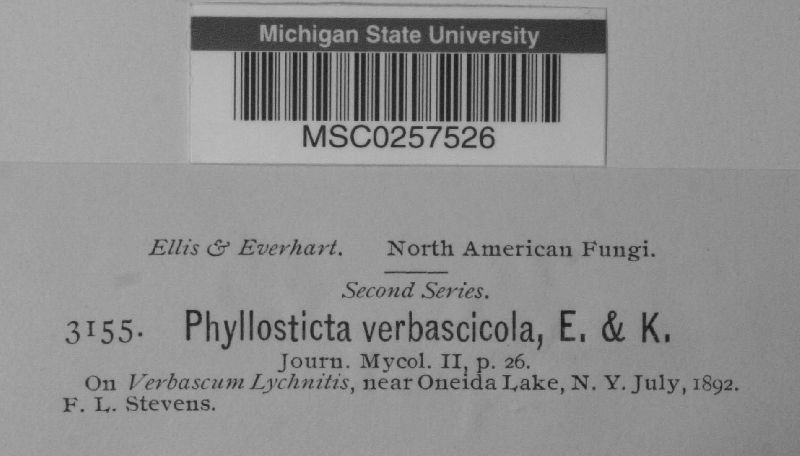 Michigan State University
MSC0257526
Ellis & Everhart. North American Fungi.
Second Series.
3155. Phyllosticta verbascicola, E. & K.
Journ. Mycol. II, p. 26.
On Verbascum Lychnitis, near Oneida Lake, N. Y. July, 1892.
F. L. Stevens.